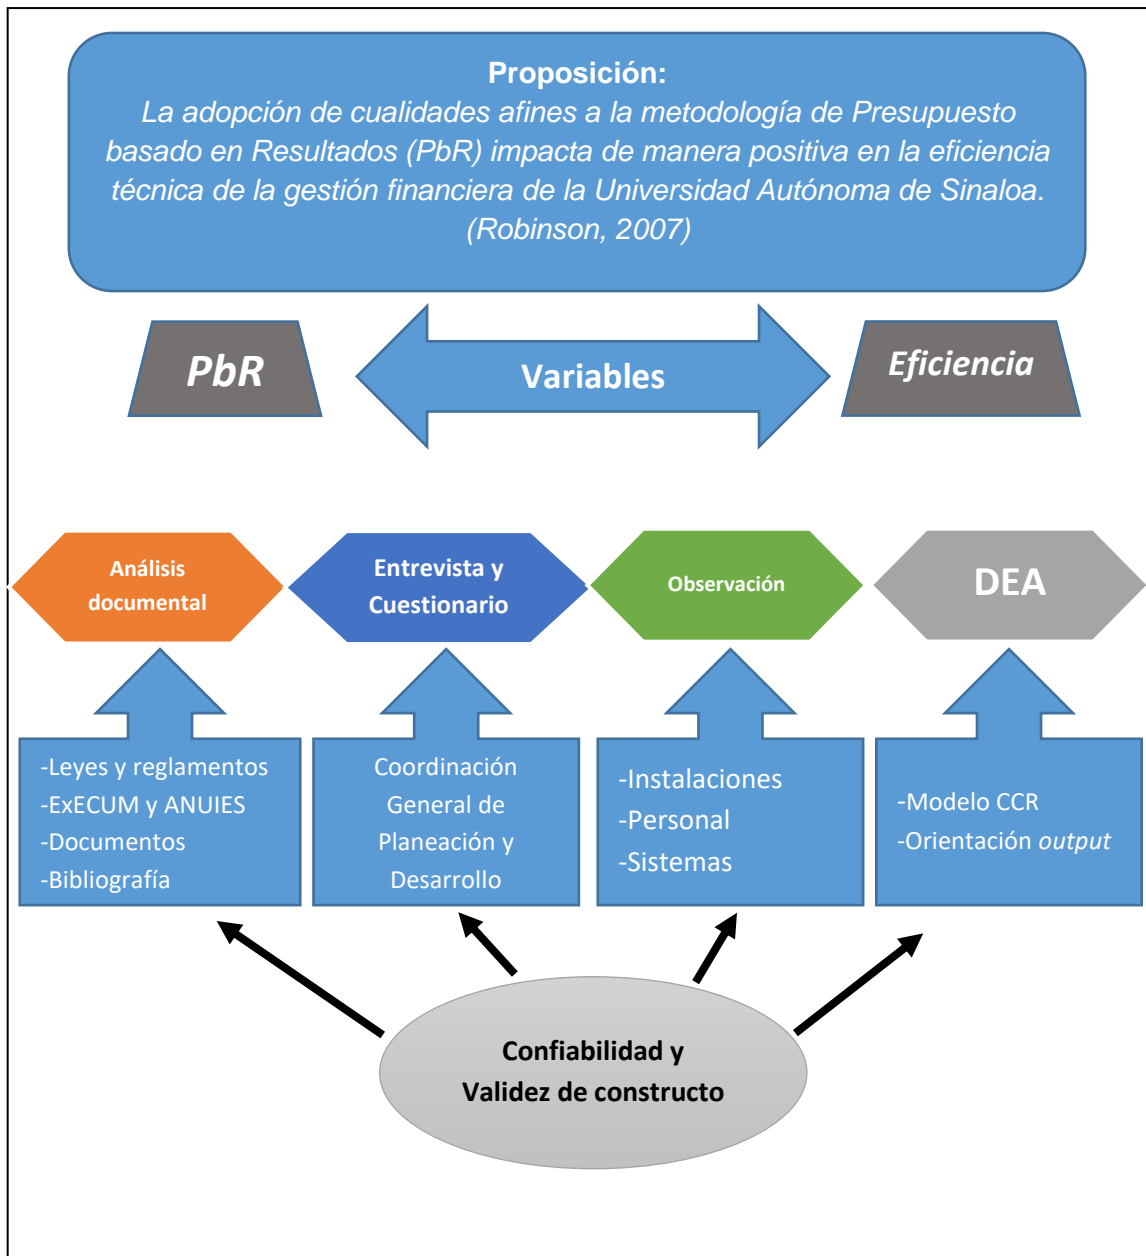 Proposición:
La adopción de cualidades afines a la metodología de Presupuesto
basado en Resultados (PbR) impacta de manera positiva en la eficiencia
técnica de la gestión financiera de la Universidad Autónoma de Sinaloa.
(Robinson, 2007)
PbR
Variables
Eficiencia
Análisis
documental
Entrevista y
Cuestionario
Observación
DEA
-Leyes y reglamentos
-ExECUM y ANUIES
-Documentos
-Bibliografía
Coordinación
General de
Planeación y
Desarrollo
-Instalaciones
-Personal
-Sistemas
-Modelo CCR
-Orientación output
Confiabilidad y
Validez de constructo